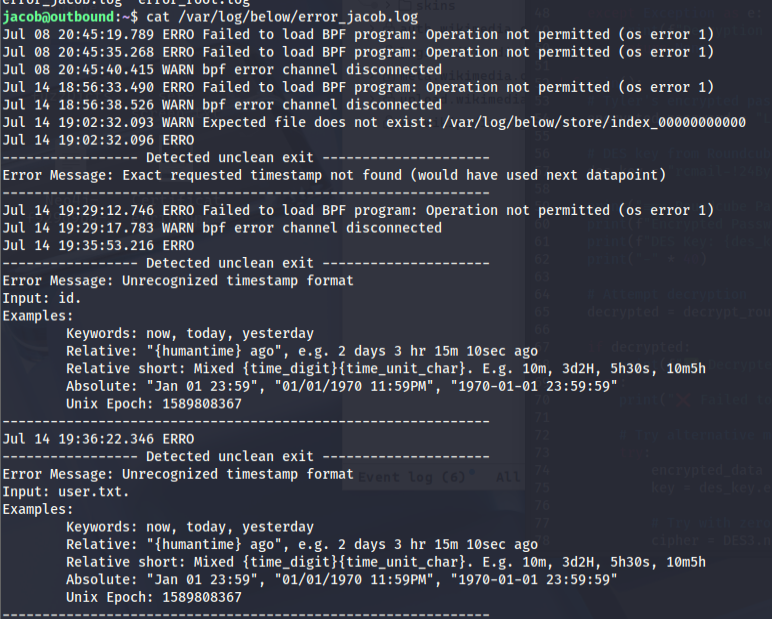 error_jacob.log  error_root.log
jacob@outbound:~$ cat /var/log/below/error_jacob.log
Jul 08 20:45:19.789 ERRO Failed to load BPF program: Operation not permitted (os error 1)
Jul 08 20:45:35.268 ERRO Failed to load BPF program: Operation not permitted (os error 1)
Jul 08 20:45:40.415 WARN bpf error channel disconnected
Jul 14 18:56:33.490 ERRO Failed to load BPF program: Operation not permitted (os error 1)
Jul 14 18:56:38.526 WARN bpf error channel disconnected
Jul 14 19:02:32.093 WARN Expected file does not exist: /var/log/below/store/index_00000000000
Jul 14 19:02:32.096 ERRO
----------------- Detected unclean exit ---------------------
Error Message: Exact requested timestamp not found (would have used next datapoint)
-------------------------------------------------------------
Jul 14 19:29:12.746 ERRO Failed to load BPF program: Operation not permitted (os error 1)
Jul 14 19:29:17.783 WARN bpf error channel disconnected
Jul 14 19:35:53.216 ERRO
----------------- Detected unclean exit ---------------------
Error Message: Unrecognized timestamp format
Input: id.
Examples:
        Keywords: now, today, yesterday
        Relative: "{humantime} ago", e.g. 2 days 3 hr 15m 10sec ago
        Relative short: Mixed {time_digit}{time_unit_char}. E.g. 10m, 3d2H, 5h30s, 10m5h
        Absolute: "Jan 01 23:59", "01/01/1970 11:59PM", "1970-01-01 23:59:59"
        Unix Epoch: 1589808367
-------------------------------------------------------------
Jul 14 19:36:22.346 ERRO
----------------- Detected unclean exit ---------------------
Error Message: Unrecognized timestamp format
Input: user.txt.
Examples:
        Keywords: now, today, yesterday
        Relative: "{humantime} ago", e.g. 2 days 3 hr 15m 10sec ago
        Relative short: Mixed {time_digit}{time_unit_char}. E.g. 10m, 3d2H, 5h30s, 10m5h
        Absolute: "Jan 01 23:59", "01/01/1970 11:59PM", "1970-01-01 23:59:59"
        Unix Epoch: 1589808367
-------------------------------------------------------------
skins
Event log (6)" All
decrypted:
encrypted_data